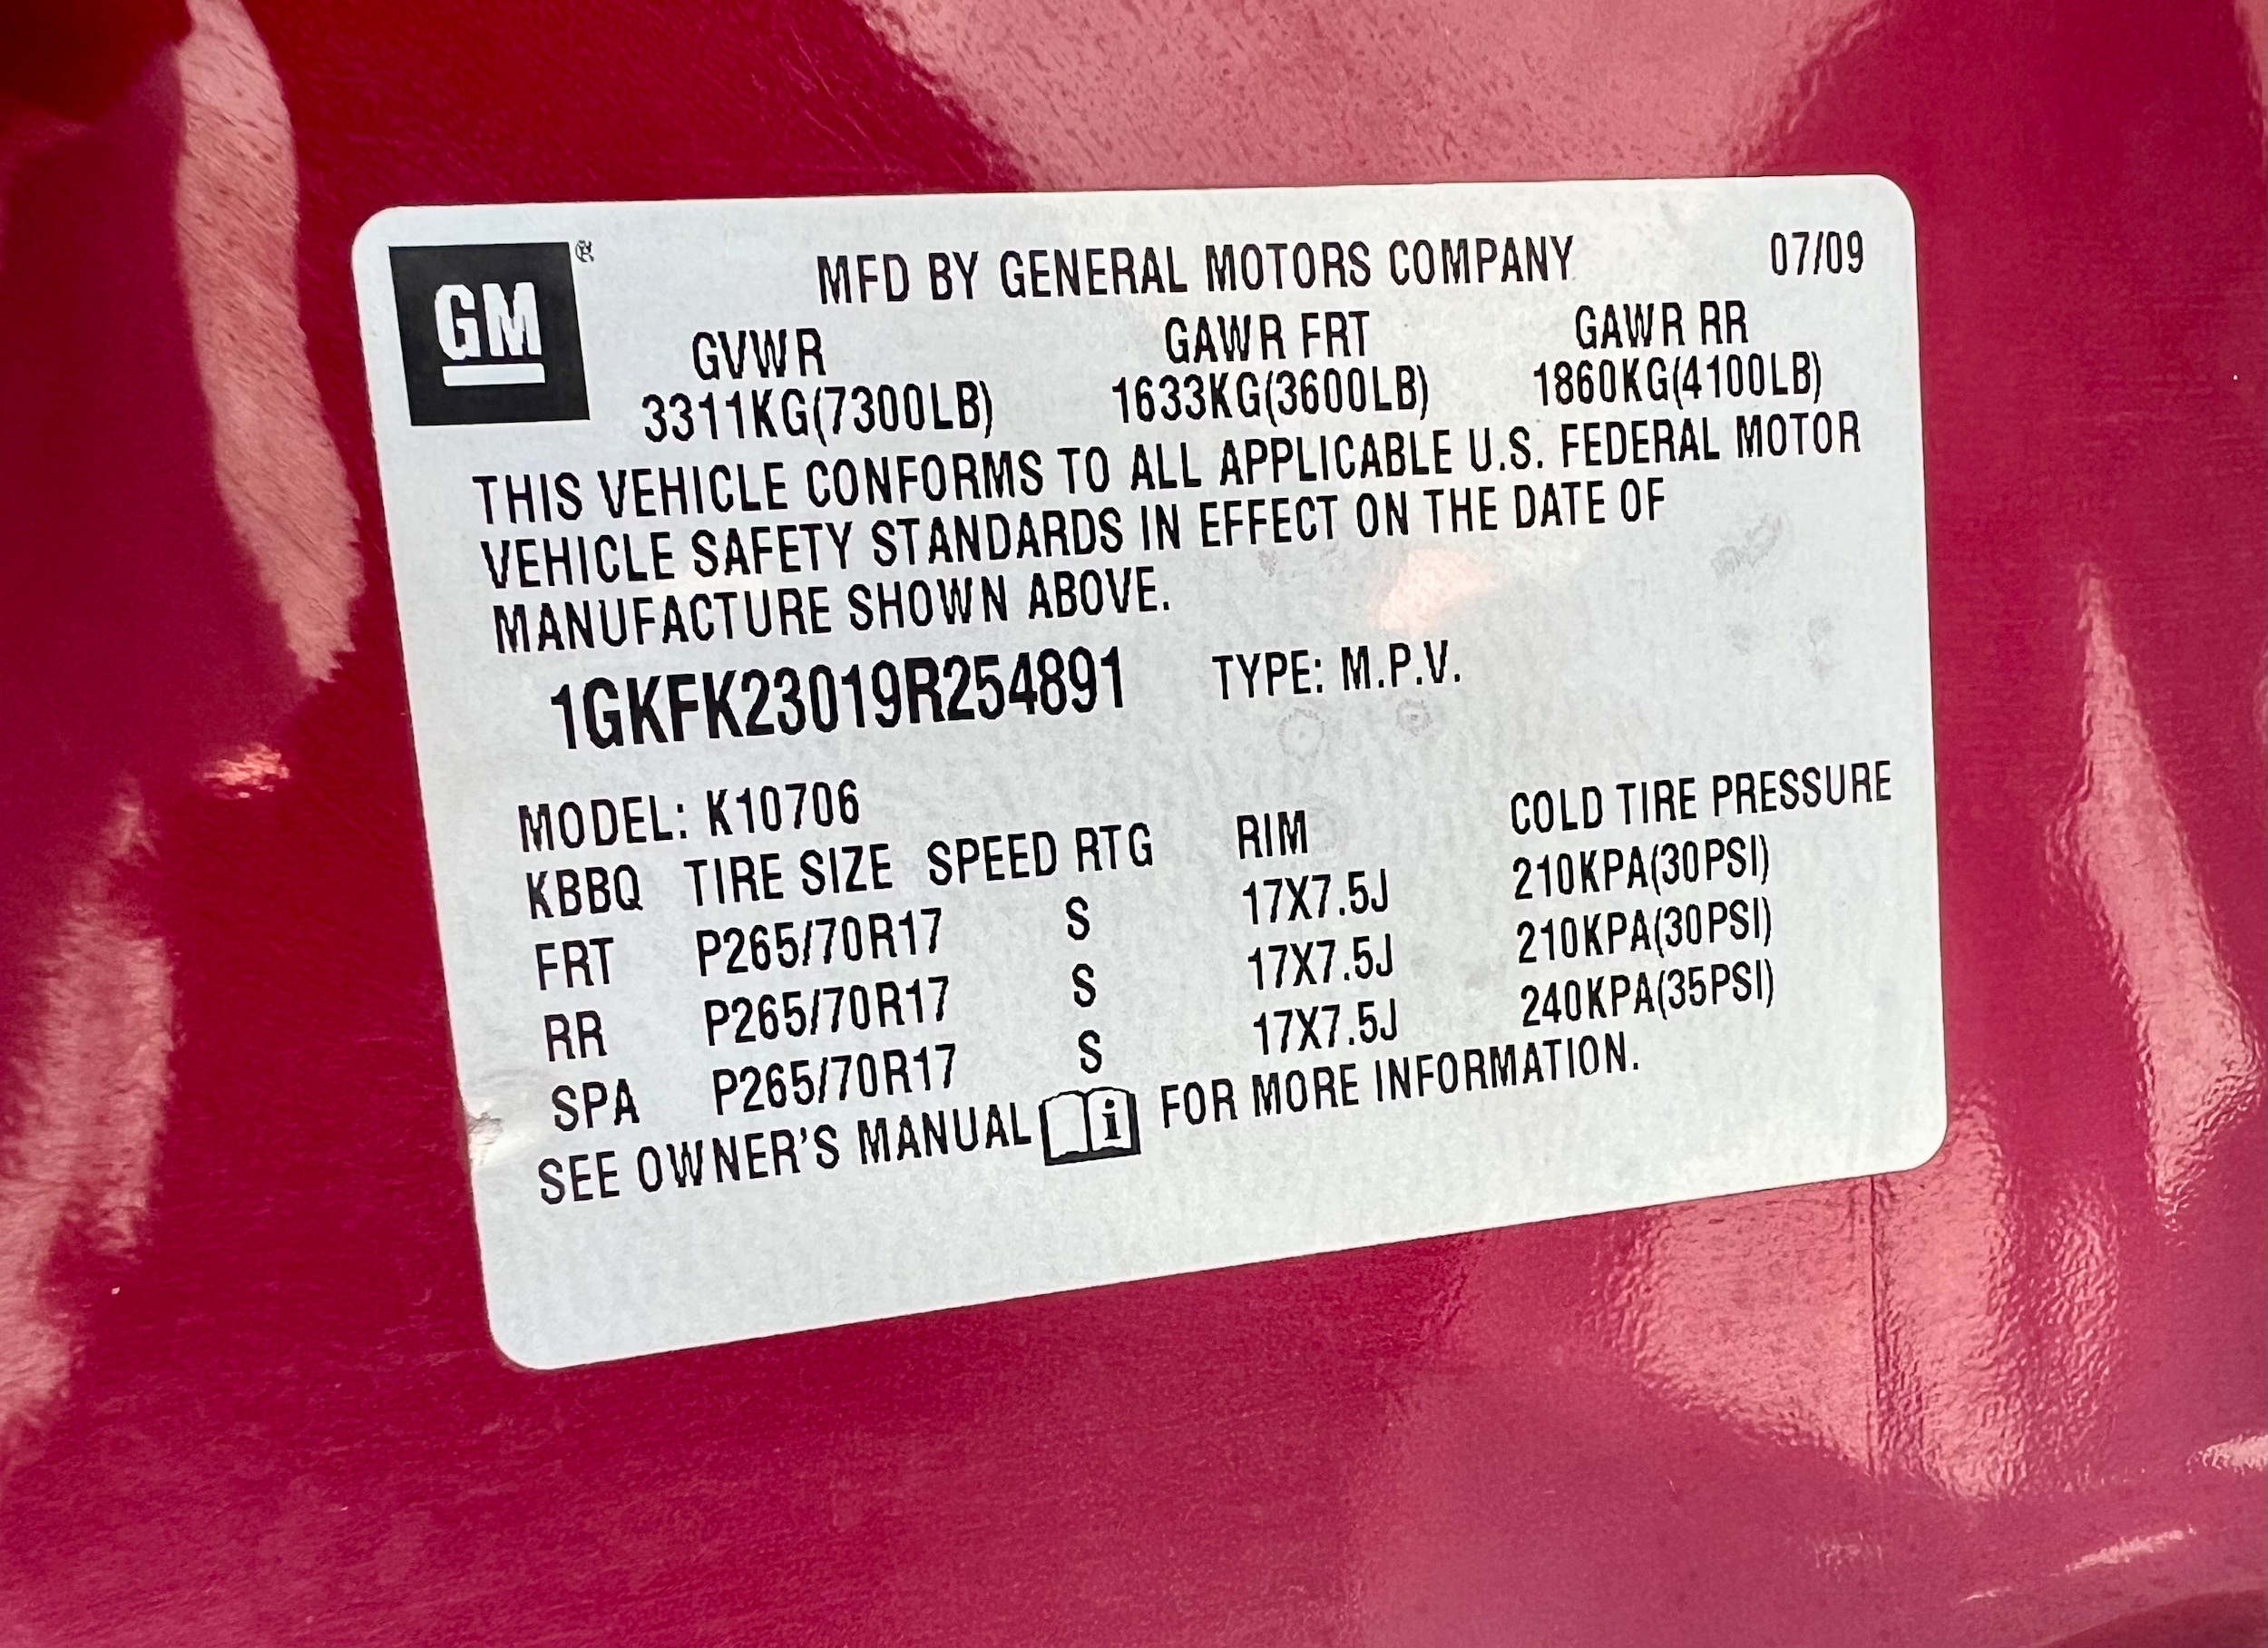 GM®
MFD BY GENERAL MOTORS COMPANY 07/09
GVWR GAWR FRT GAWR RR
3311KG(7300LB) 1633KG(3600LB) 1860KG(4100LB)
THIS VEHICLE CONFORMS TO ALL APPLICABLE U.S. FEDERAL MOTOR
VEHICLE SAFETY STANDARDS IN EFFECT ON THE DATE OF
MANUFACTURE SHOWN ABOVE.
1GKFK23019R254891 TYPE: M.P.V.
MODEL: K10706
KBBQ TIRE SIZE SPEED RTG RIM COLD TIRE PRESSURE
FRT P265/70R17 S 17X7.5J 210KPA(30PSI)
RR P265/70R17 S 17X7.5J 210KPA(30PSI)
SPA P265/70R17 S 17X7.5J 240KPA(35PSI)
SEE OWNER'S MANUAL i FOR MORE INFORMATION.